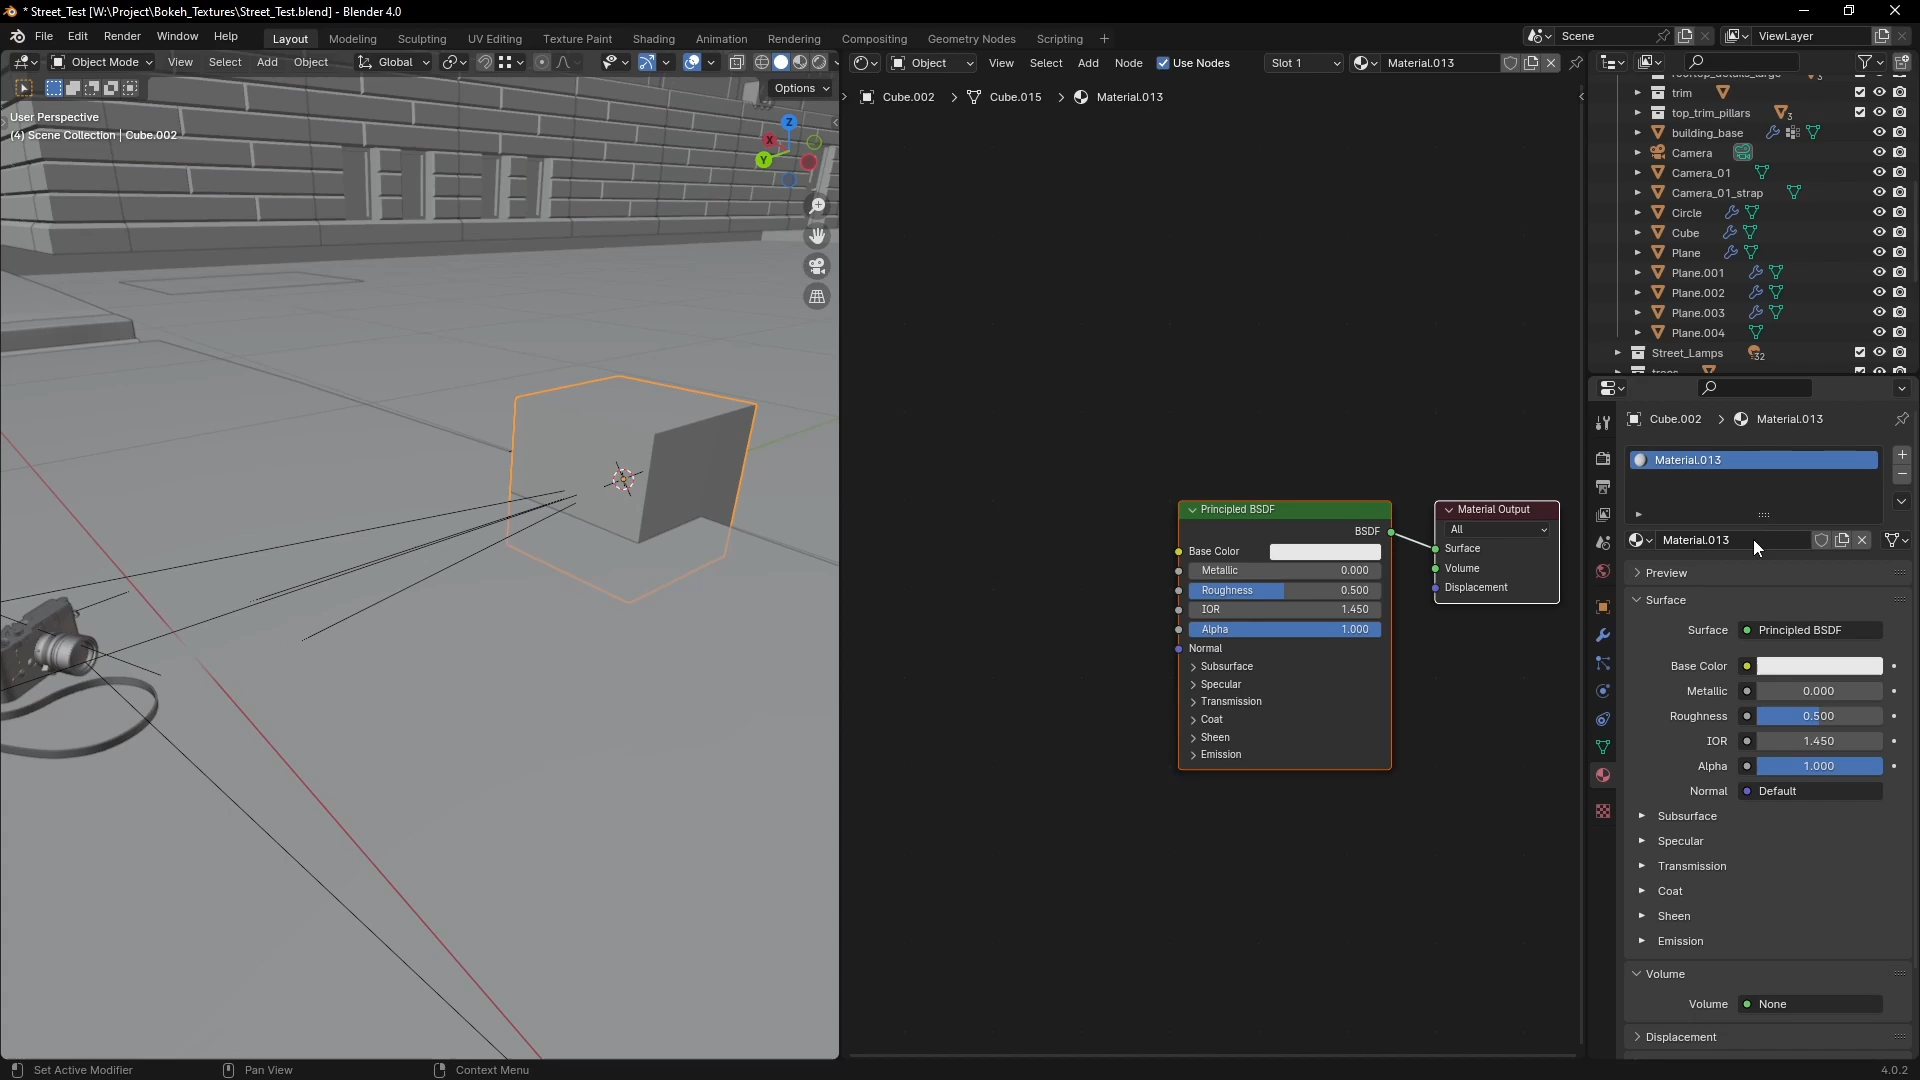 * Street_Test [W:\Project\Bokeh_Textures\Street_Test.blend] - Blender 4.0
File Edit Render Window Help
Layout Modeling Sculpting UV Editing Texture Paint Shading Animation Rendering Compositing Geometry Nodes Scripting +
Scene
ViewLayer
Object Mode View Select Add Object Global
Object View Select Add Node Use Nodes Slot 1 Material.013
Options
User Perspective
(4) Scene Collection | Cube.002
Z
X
Y
Cube.002 > Cube.015 > Material.013
Principled BSDF
BSDF
Base Color
Metallic 0.000
Roughness 0.500
IOR 1.450
Alpha 1.000
Normal
Subsurface
Specular
Transmission
Coat
Sheen
Emission
Material Output
All
Surface
Volume
Displacement
trim
top_trim_pillars 3
building_base
Camera
Camera_01
Camera_01_strap
Circle
Cube
Plane
Plane.001
Plane.002
Plane.003
Plane.004
Street_Lamps 32
Cube.002 > Material.013
Material.013
Material.013
Preview
Surface
Surface Principled BSDF
Base Color
Metallic 0.000
Roughness 0.500
IOR 1.450
Alpha 1.000
Normal Default
Subsurface
Specular
Transmission
Coat
Sheen
Emission
Volume
Volume None
Displacement
Set Active Modifier Pan View Context Menu 4.0.2